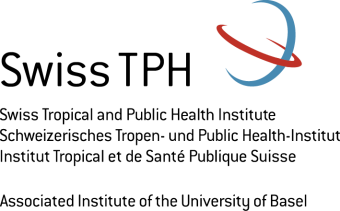 Swiss TPH
Swiss Tropical and Public Health Institute
Schweizerisches Tropen- und Public Health-Institut
Institut Tropical et de Santé Publique Suisse
Associated Institute of the University of Basel